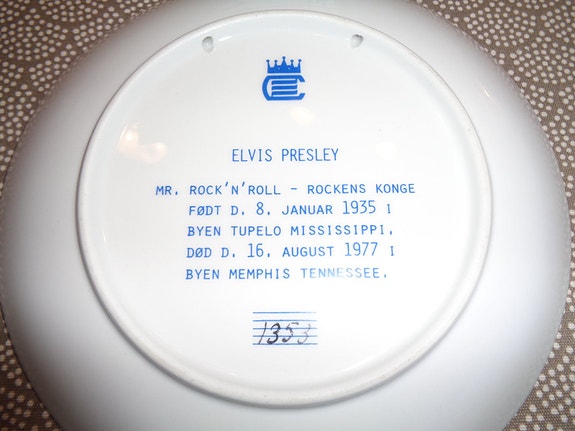 ELVIS PRESLEY
MR. ROCK'N'ROLL - ROCKENS KONGE
FØDT D. 8. JANUAR 1935 I
BYEN TUPELO MISSISSIPPI.
DØD D. 16. AUGUST 1977 I
BYEN MEMPHIS TENNESSEE.
1353